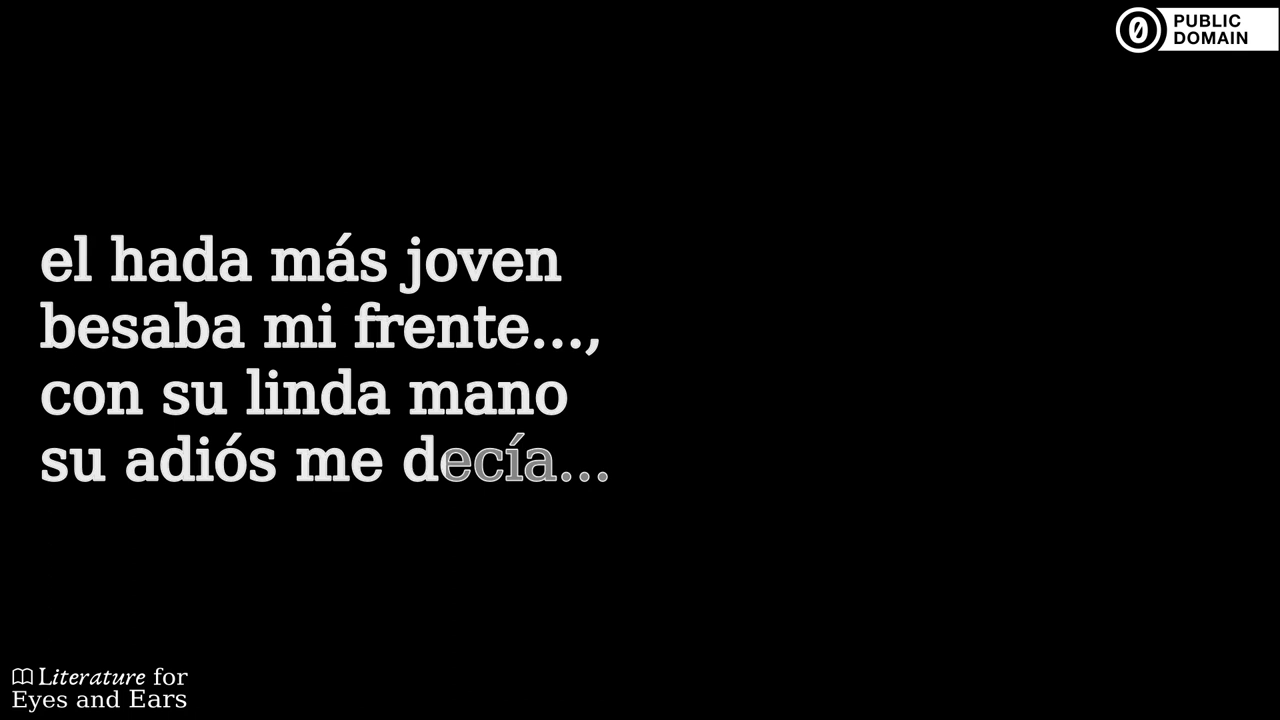 PUBLIC
DOMAIN
el hada más joven
besaba mi frente...,
con su linda mano
su adiós me decía...
Literature for
Eyes and Ears